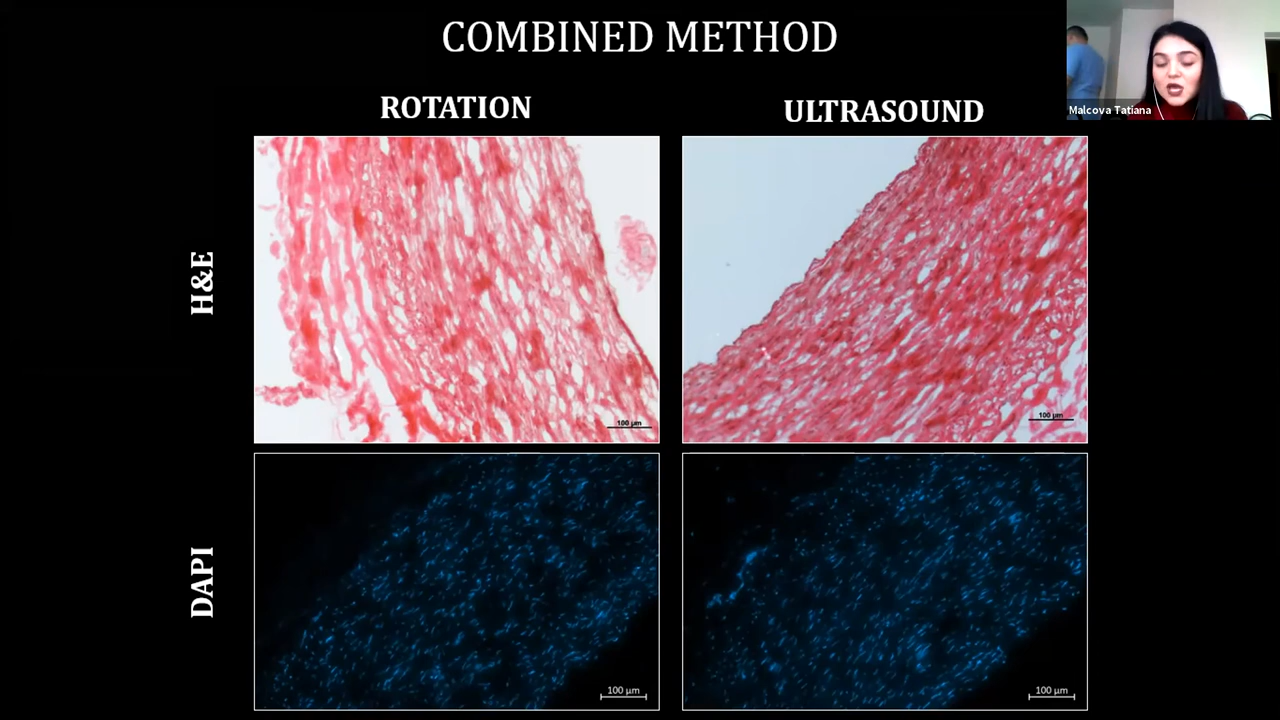 COMBINED METHOD
Malcova Tatiana
ROTATION
ULTRASOUND
H&E
100 µm
100 µm
DAPI
100 µm
100 µm